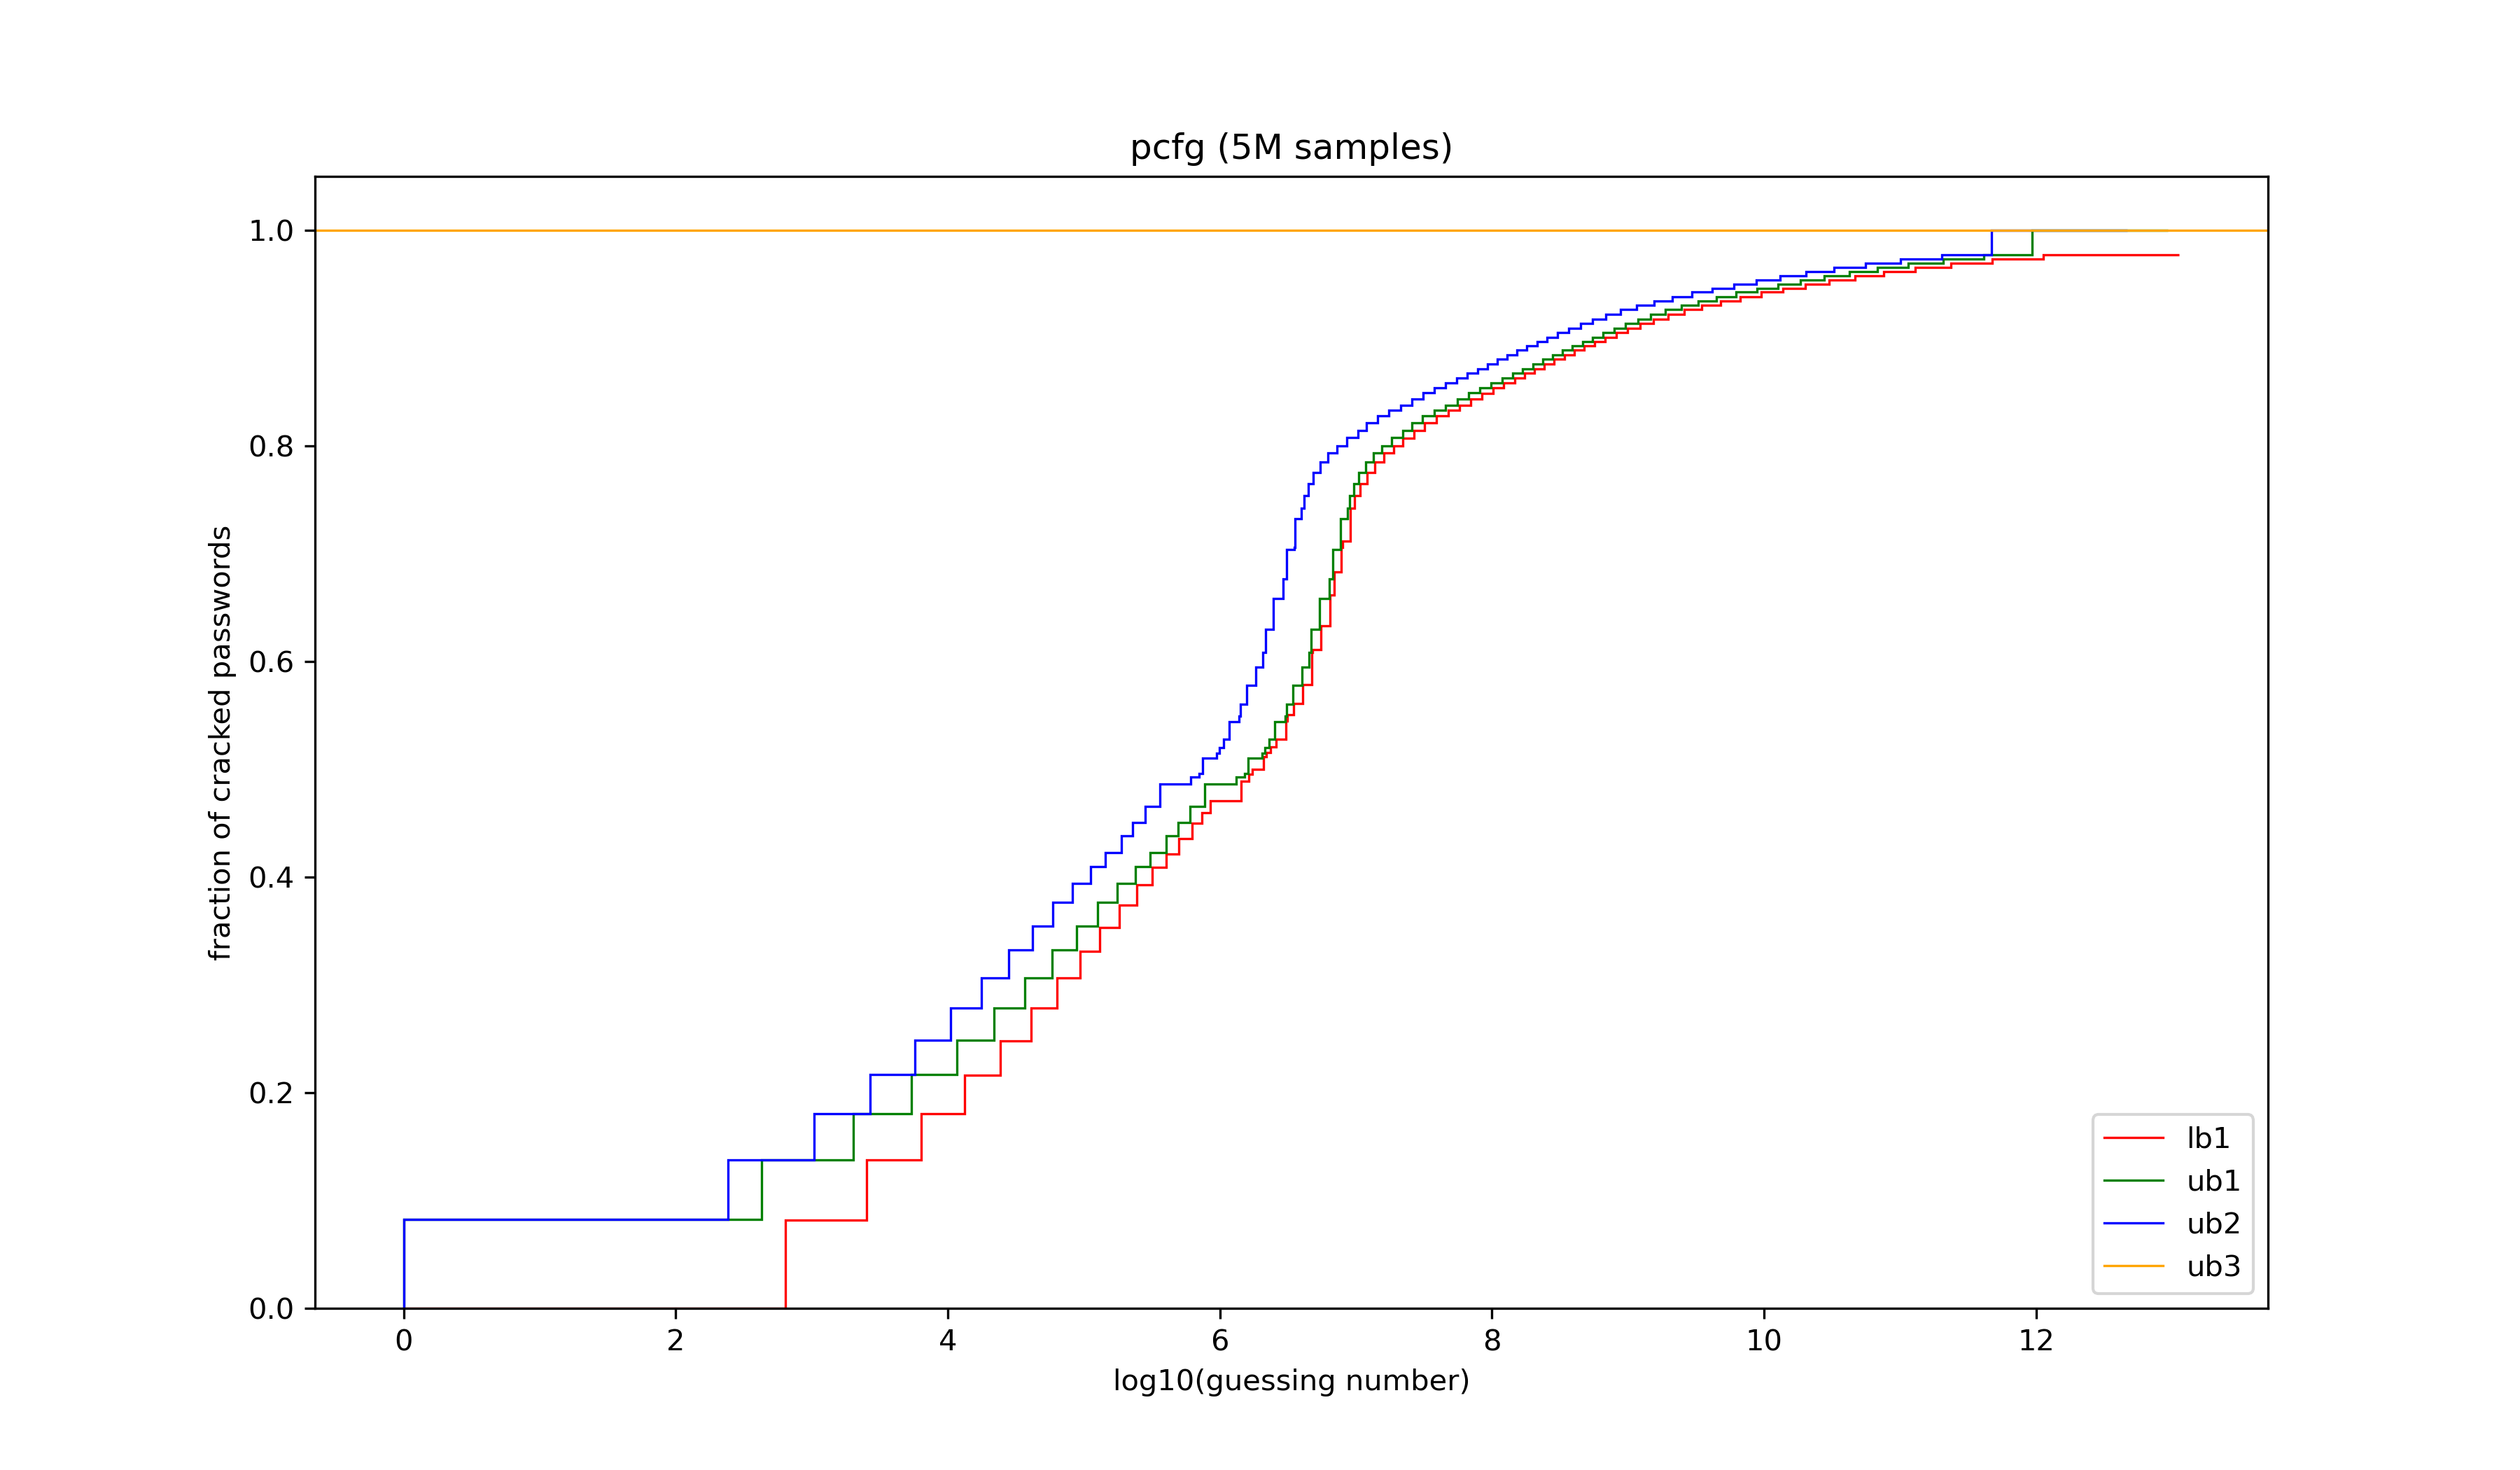 pcfg (5M samples)
1.0
0.8
0.6
0.4
0.2
0.0
fraction of cracked passwords
0 2 4 6 8 10 12
log10(guessing number)
lb1
ub1
ub2
ub3